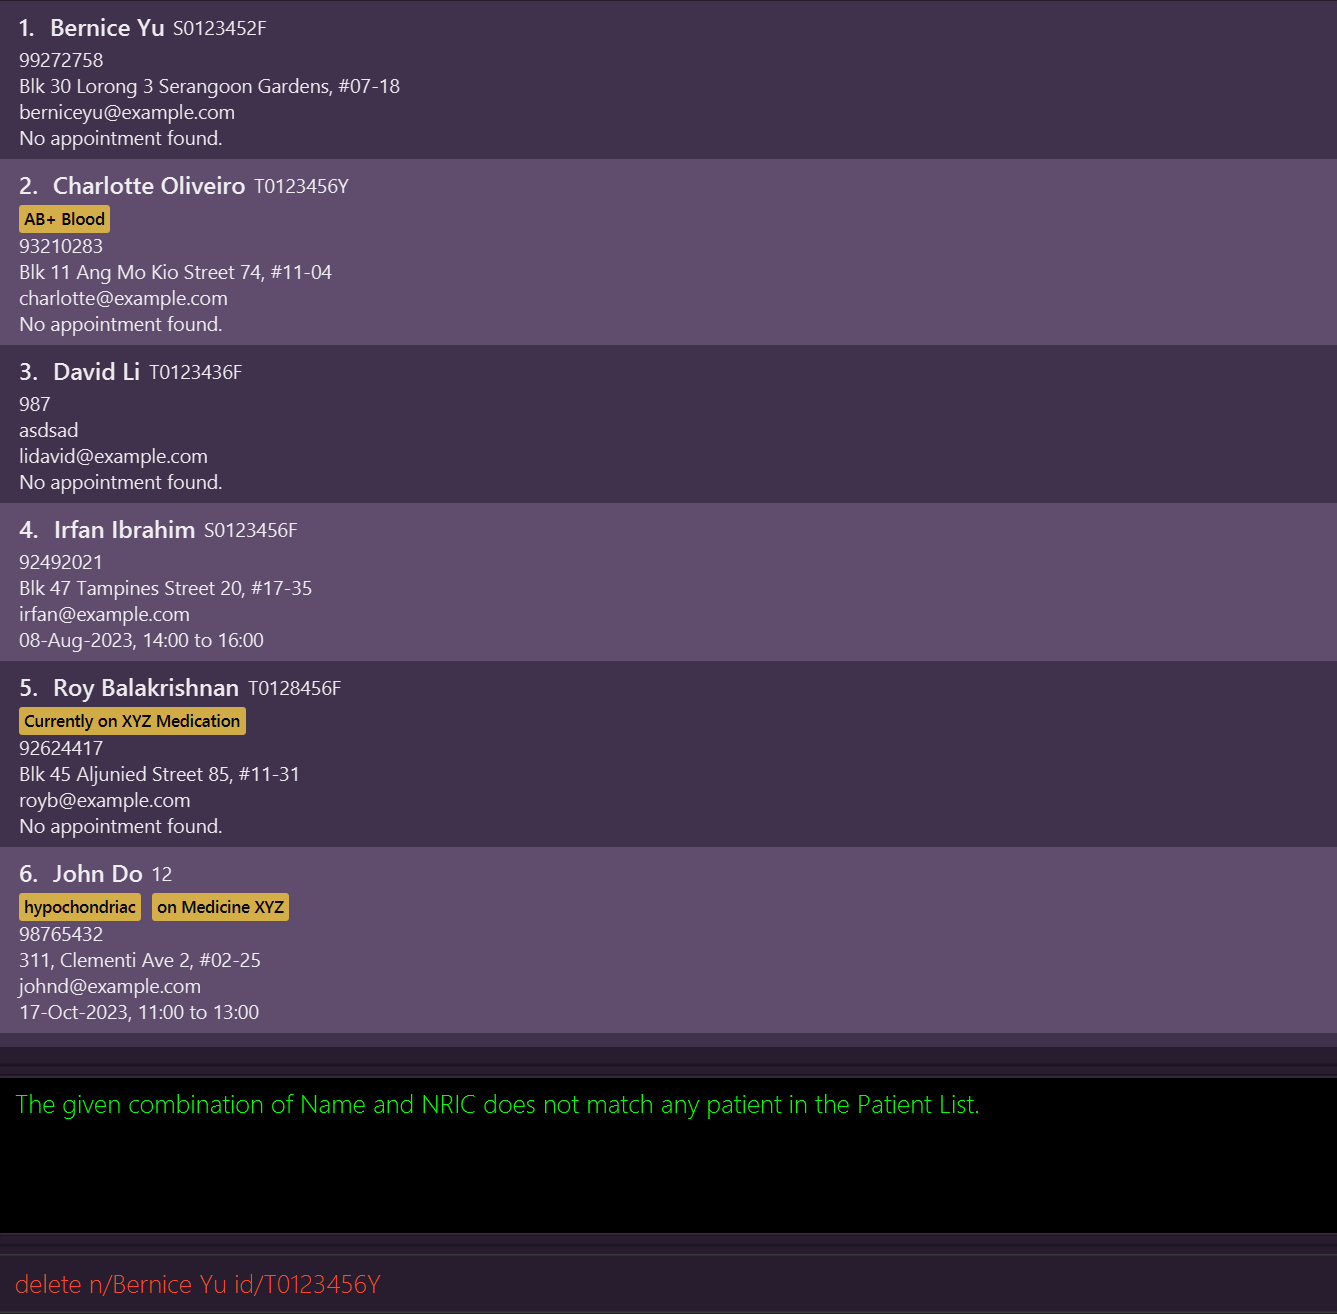 1. Bernice Yu S0123452F
99272758
Blk 30 Lorong 3 Serangoon Gardens, #07-18
berniceyu@example.com
No appointment found.
2. Charlotte Oliveiro T0123456Y
AB+ Blood
93210283
Blk 11 Ang Mo Kio Street 74, #11-04
charlotte@example.com
No appointment found.
3. David Li T0123436F
987
asdsad
lidavid@example.com
No appointment found.
4. Irfan Ibrahim S0123456F
92492021
Blk 47 Tampines Street 20, #17-35
irfan@example.com
08-Aug-2023, 14:00 to 16:00
5. Roy Balakrishnan T0128456F
Currently on XYZ Medication
92624417
Blk 45 Aljunied Street 85, #11-31
royb@example.com
No appointment found.
6. John Do 12
hypochondriac on Medicine XYZ
98765432
311, Clementi Ave 2, #02-25
johnd@example.com
17-Oct-2023, 11:00 to 13:00
The given combination of Name and NRIC does not match any patient in the Patient List.
delete n/Bernice Yu id/T0123456Y